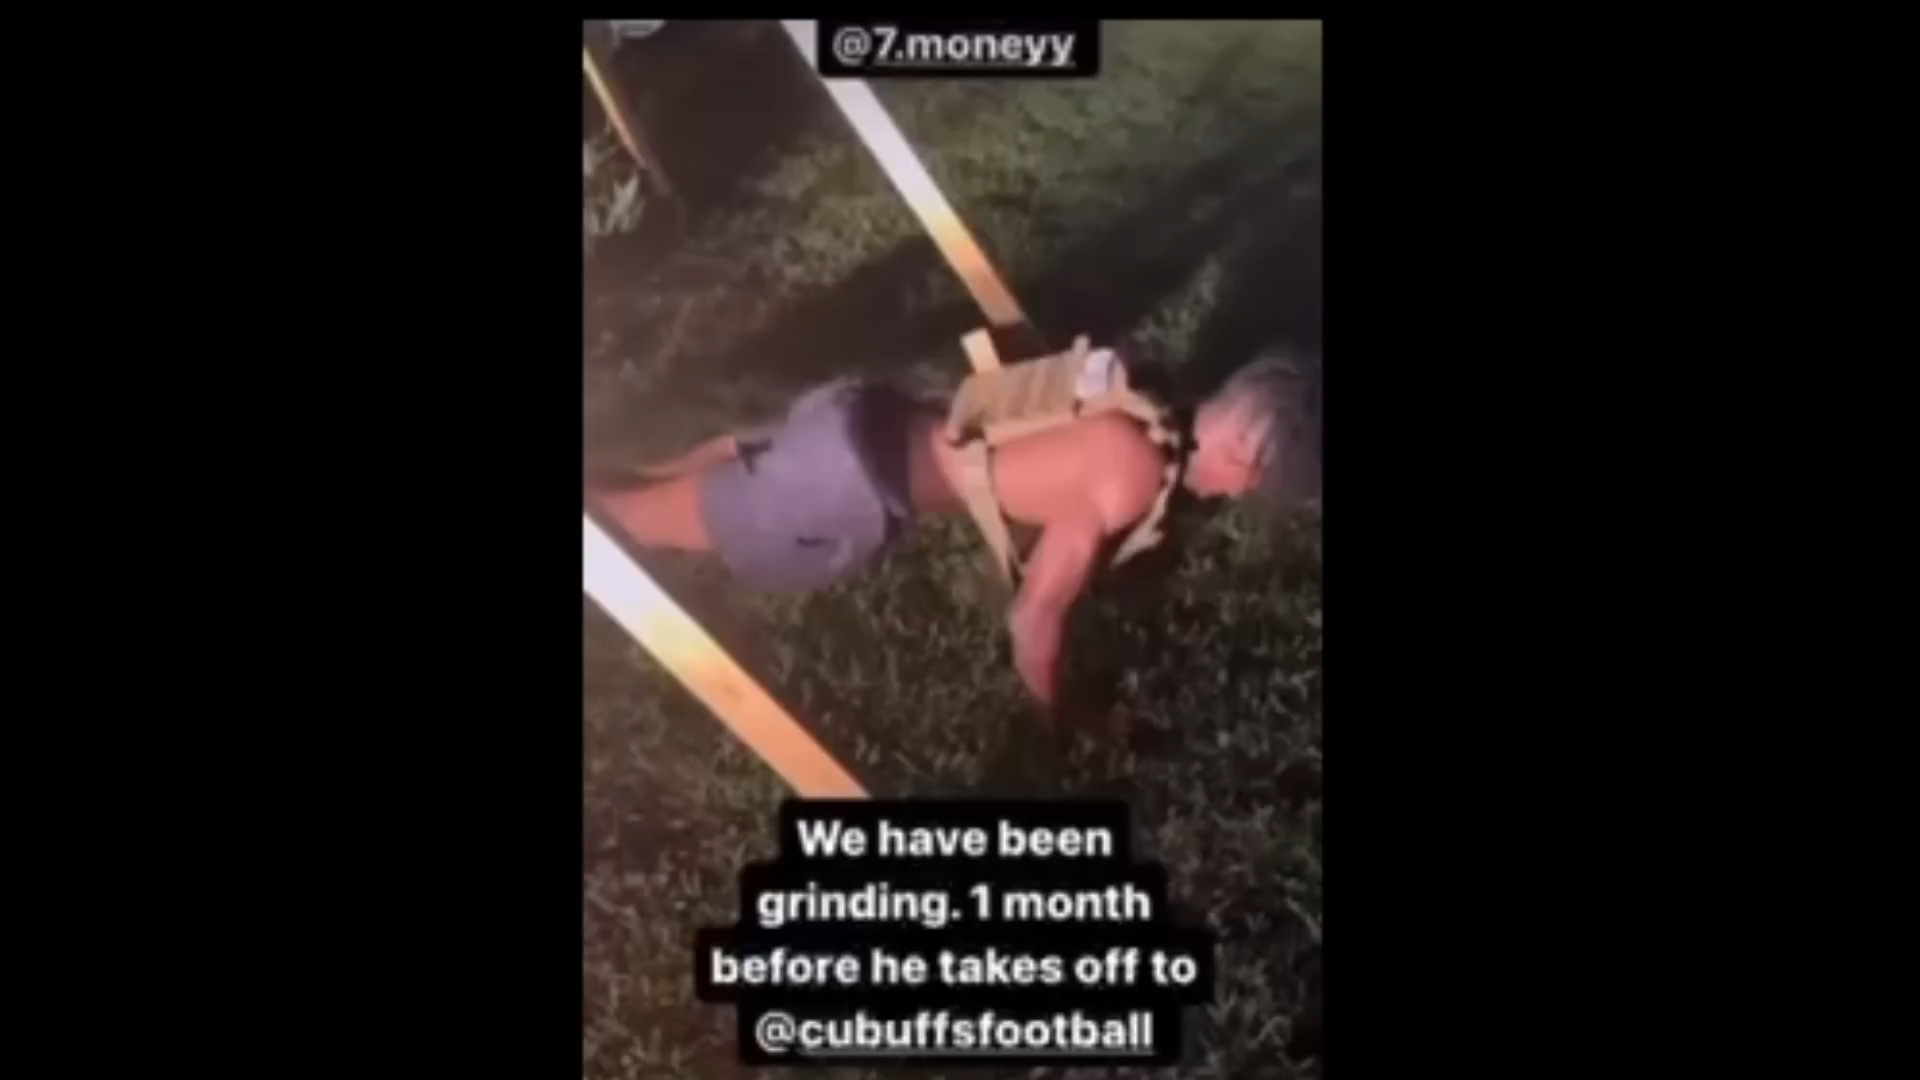 @7.moneyy
We have been
grinding. 1 month
before he takes off to
@cubuffsfootball